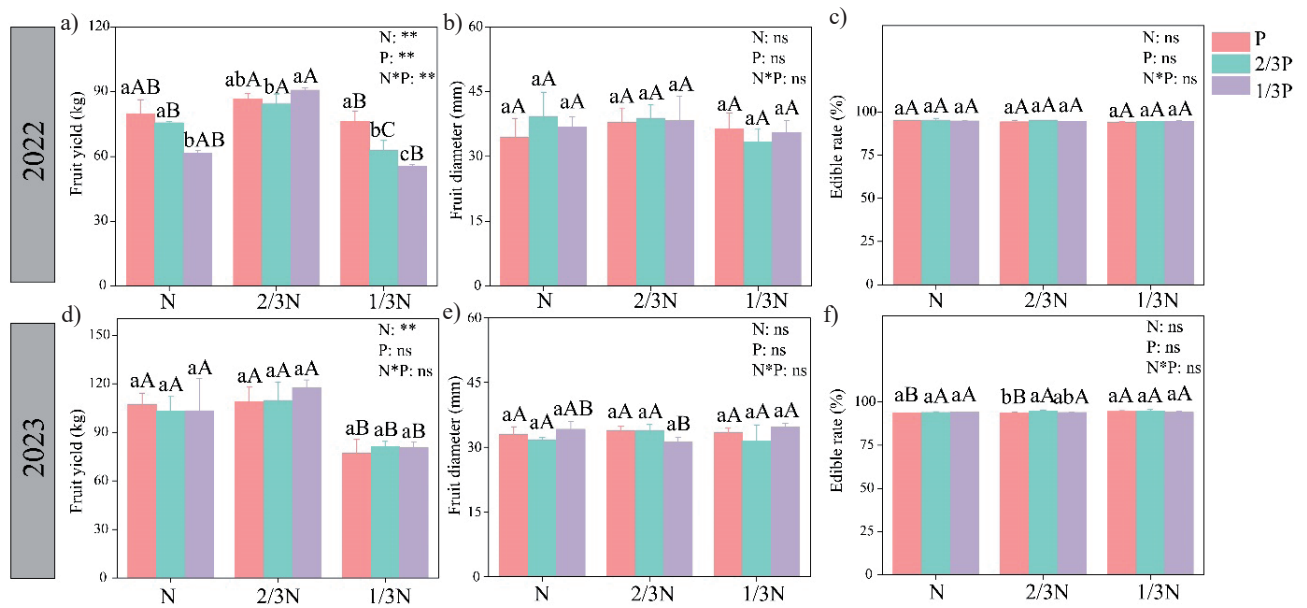 2022
a)
Fruit yield (kg)
120
90
60
30
0
N: **
P: **
N*P: **
aAB aB bAB
abA bA aA
aB bC cB
N 2/3N 1/3N
b)
Fruit diameter (mm)
60
45
30
15
0
N: ns
P: ns
N*P: ns
aA aA aA
aA aA aA
aA aA aA
N 2/3N 1/3N
c)
Edible rate (%)
100
75
50
25
0
N: ns
P: ns
N*P: ns
aA aA aA
aA aA aA
aA aA aA
N 2/3N 1/3N
P
2/3P
1/3P
2023
d)
Fruit yield (kg)
150
120
90
60
30
0
N: **
P: ns
N*P: ns
aA aA aA
aA aA aA
aB aB aB
N 2/3N 1/3N
e)
Fruit diameter (mm)
60
45
30
15
0
N: ns
P: ns
N*P: ns
aA aA aAB
aA aA aB
aA aA aA
N 2/3N 1/3N
f)
Edible rate (%)
100
75
50
25
0
N: ns
P: ns
N*P: ns
aB aA aA
bB aA abA
aA aA aA
N 2/3N 1/3N